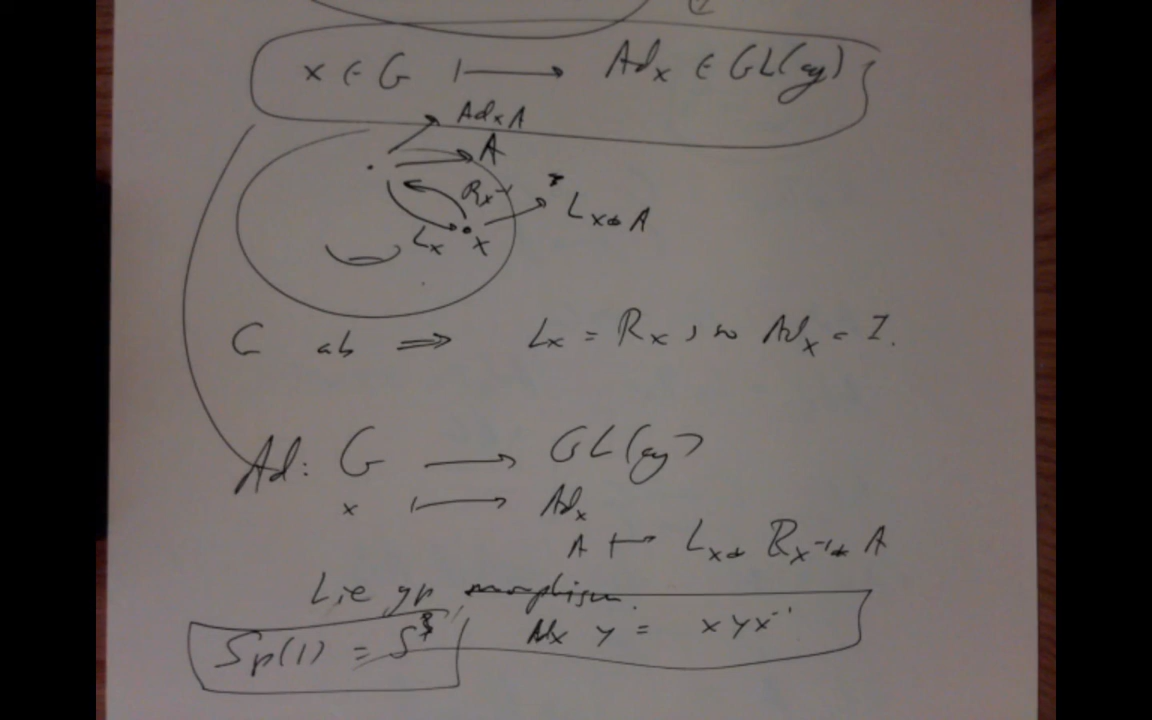 x ∈ G ↦ Ad_x ∈ GL(𝔤)
Ad_x A
A
R_x⁻¹
L_x* A
L_x
x
G ab ⟹ L_x = R_x, so Ad_x = I.
Ad: G ⟶ GL(𝔤)
x ↦ Ad_x
A ↦ L_x* R_x⁻¹* A
Lie gp morphism.
Sp(1) = S³
Ad_x y = x y x⁻¹